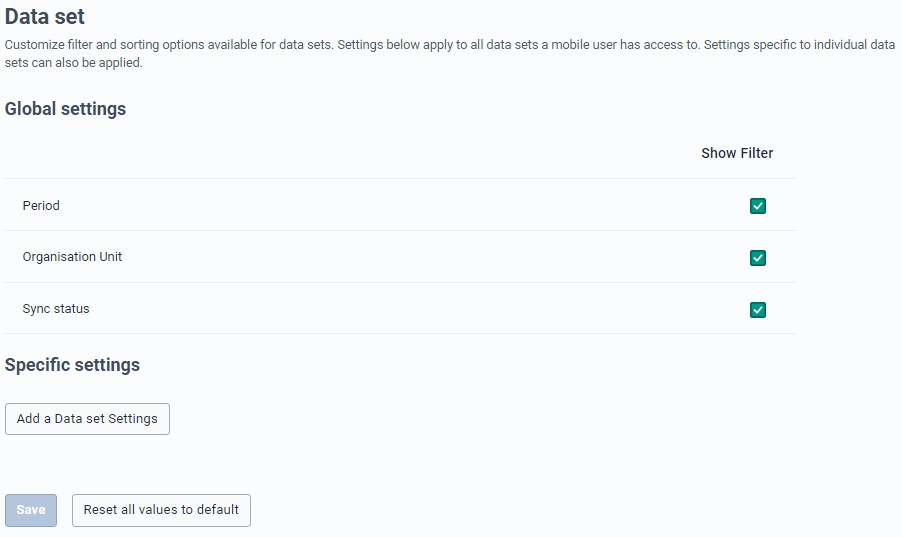 Data set
Customize filter and sorting options available for data sets. Settings below apply to all data sets a mobile user has access to. Settings specific to individual data
sets can also be applied.
Global settings
Show Filter
Period
Organisation Unit
Sync status
Specific settings
Add a Data set Settings
Save
Reset all values to default